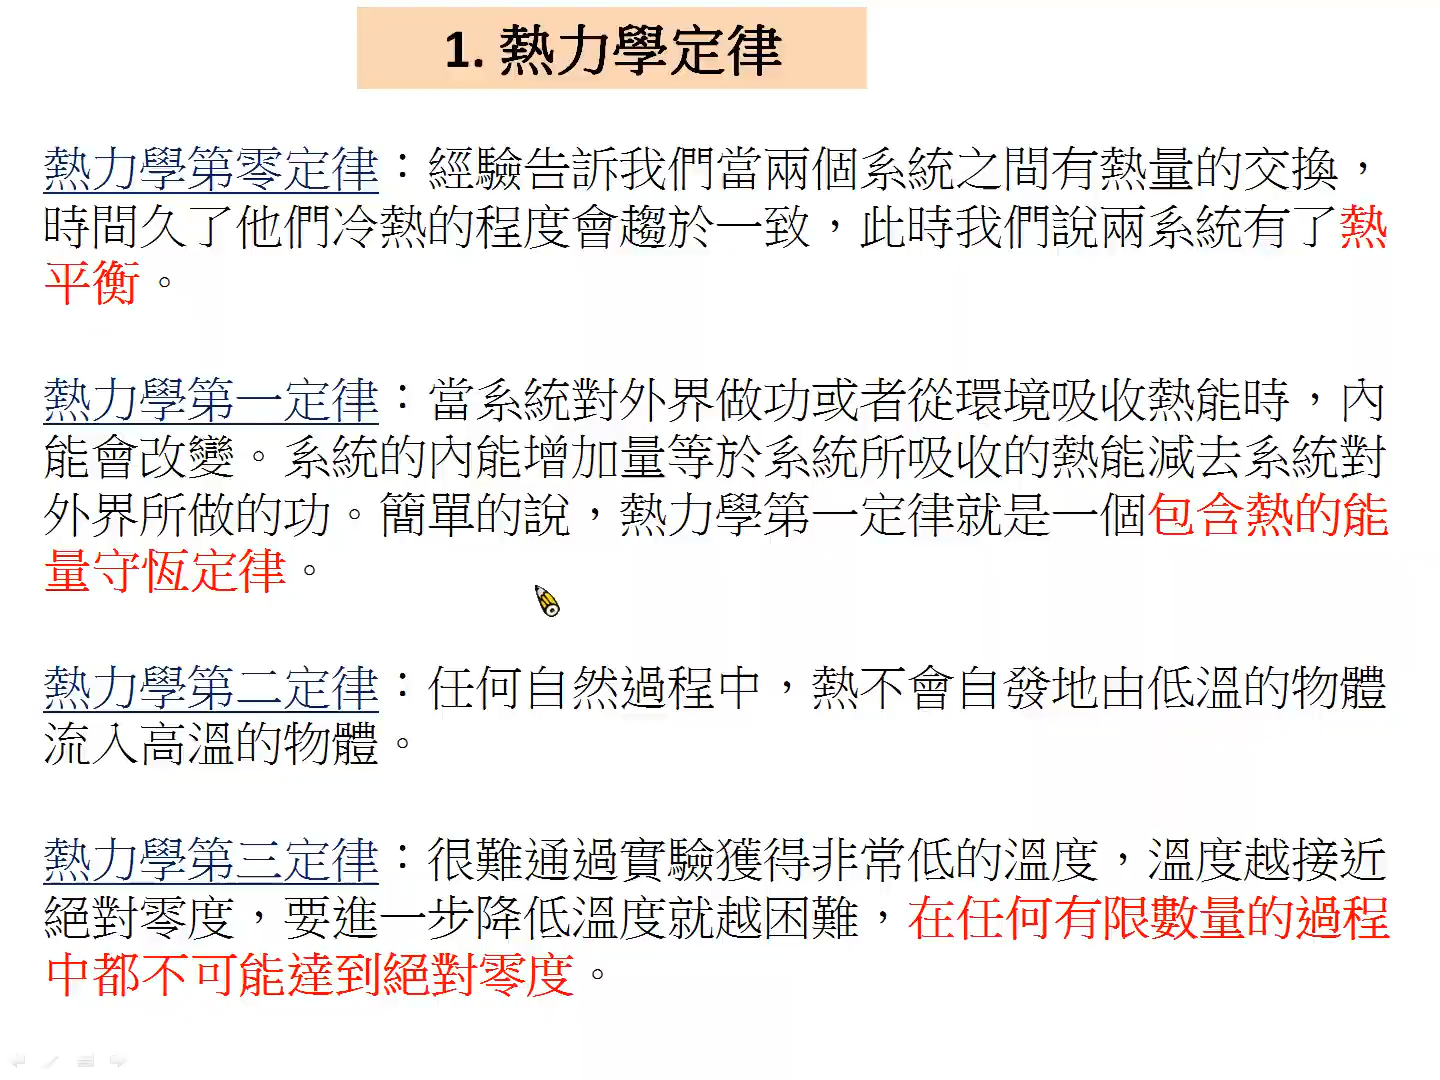 1. 熱力學定律
熱力學第零定律：經驗告訴我們當兩個系統之間有熱量的交換，
時間久了他們冷熱的程度會趨於一致，此時我們說兩系統有了熱
平衡。
熱力學第一定律：當系統對外界做功或者從環境吸收熱能時，內
能會改變。系統的內能增加量等於系統所吸收的熱能減去系統對
外界所做的功。簡單的說，熱力學第一定律就是一個包含熱的能
量守恆定律。
熱力學第二定律：任何自然過程中，熱不會自發地由低溫的物體
流入高溫的物體。
熱力學第三定律：很難通過實驗獲得非常低的溫度，溫度越接近
絕對零度，要進一步降低溫度就越困難，在任何有限數量的過程
中都不可能達到絕對零度。